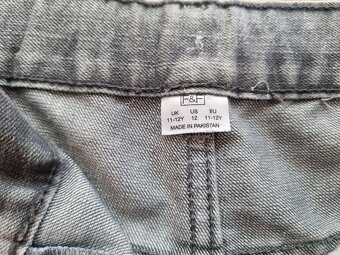 F&F
UK US EU
11-12Y 12 11-12Y
MADE IN PAKISTAN